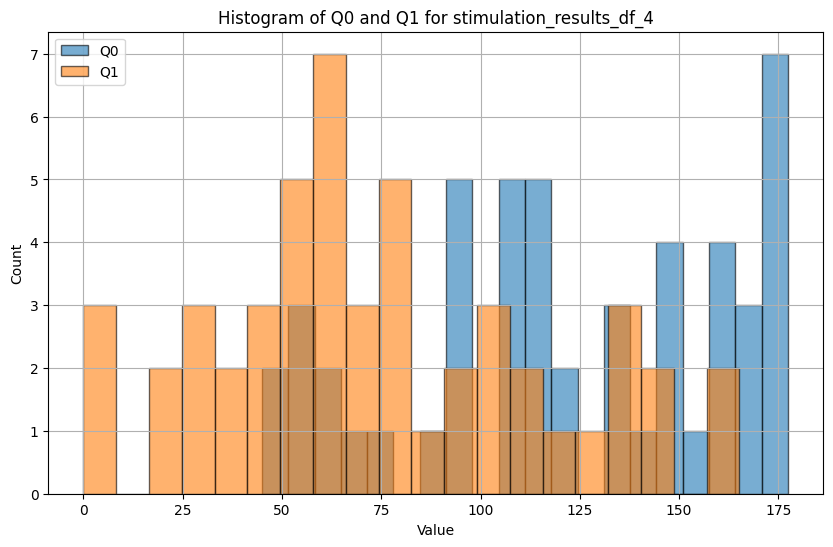 Histogram of Q0 and Q1 for stimulation_results_df_4
Q0
Q1
7
6
5
4
3
2
1
0
Count
0 25 50 75 100 125 150 175
Value